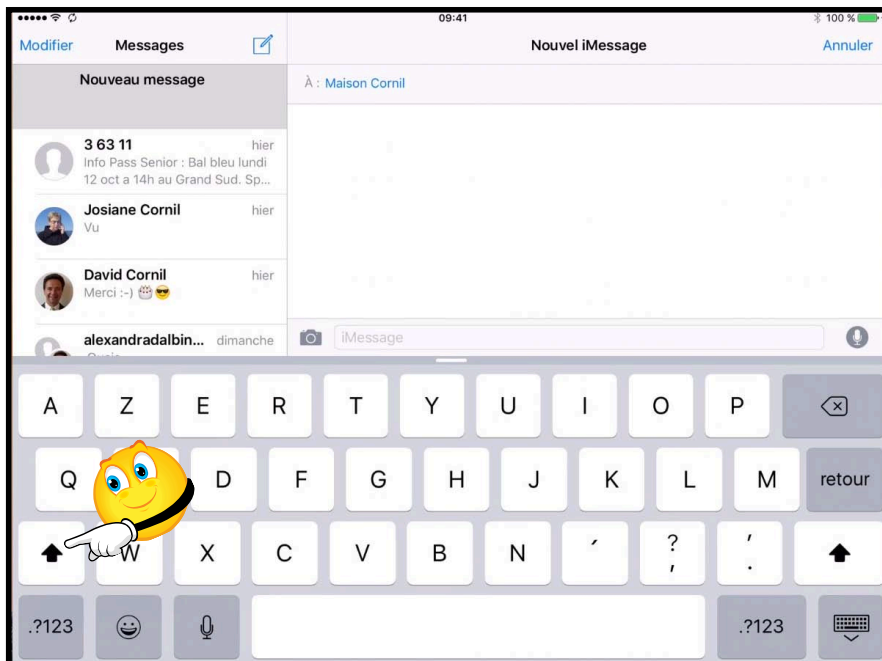 09:41
100 %
Modifier
Messages
Nouvel iMessage
Annuler
Nouveau message
À : Maison Cornil
3 63 11
hier
Info Pass Senior : Bal bleu lundi
12 oct a 14h au Grand Sud. Sp...
Josiane Cornil
hier
Vu
David Cornil
hier
Merci :-) 🎂😎
alexandradalbin...
dimanche
iMessage
A Z E R T Y U I O P
Q D F G H J K L M retour
W X C V B N ´ ? , ' .
.?123
.?123